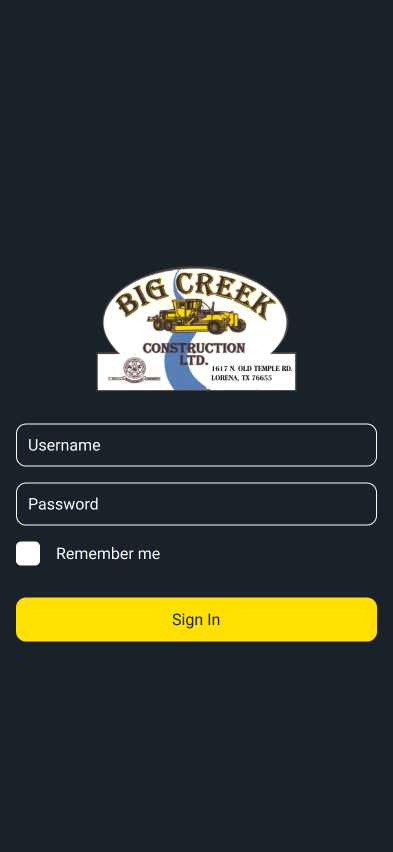 BIG CREEK
CONSTRUCTION
LTD.
1617 N. OLD TEMPLE RD.
LORENA, TX 76655
Username
Password
Remember me
Sign In